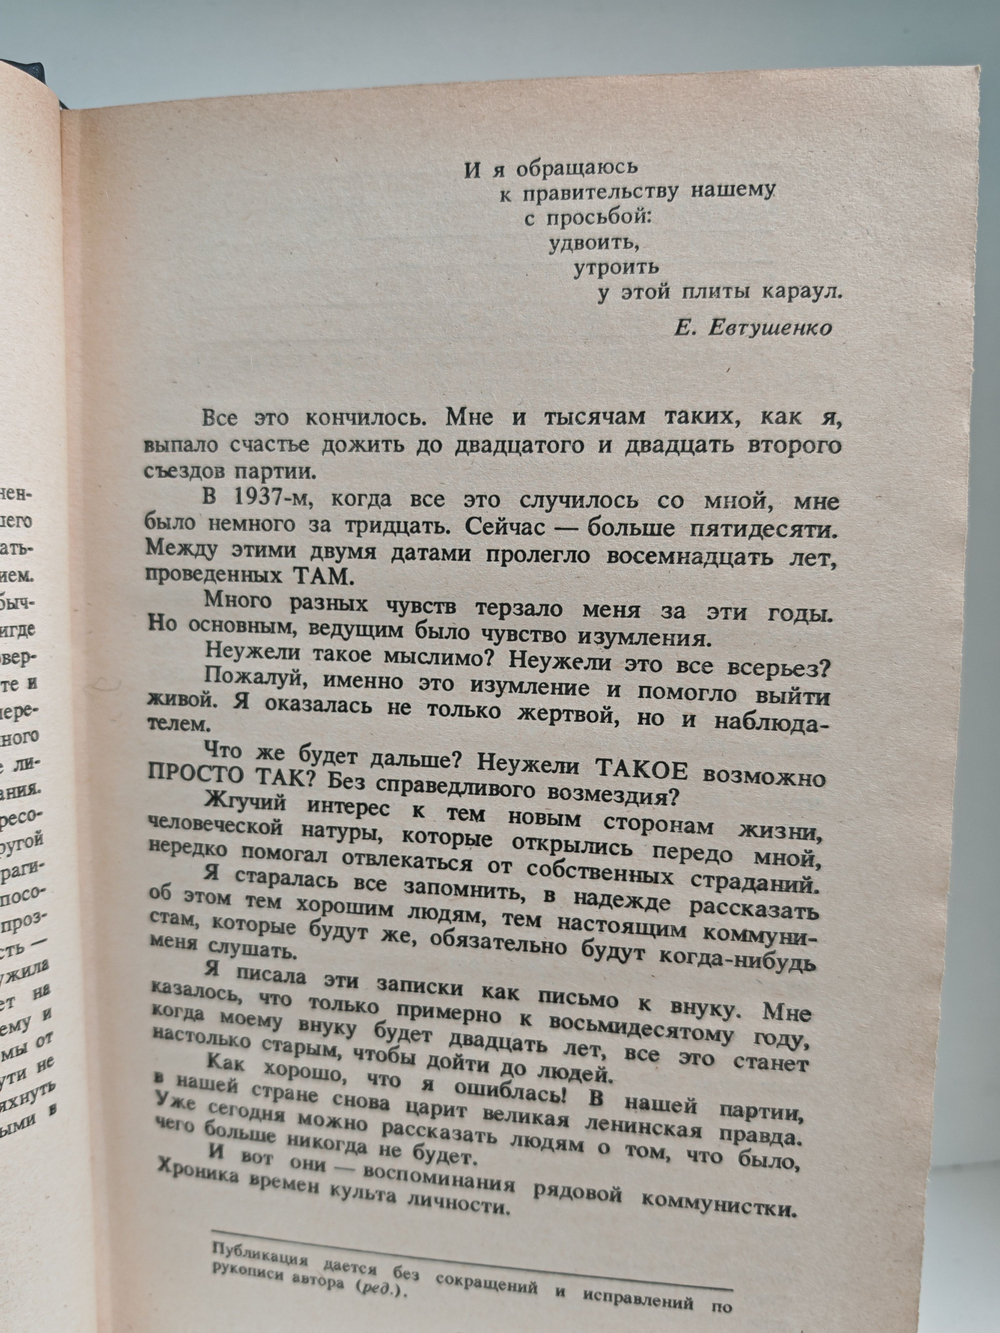 И я обращаюсь
к правительству нашему
с просьбой:
удвоить,
утроить
у этой плиты караул.
Е. Евтушенко
Все это кончилось. Мне и тысячам таких, как я,
выпало счастье дожить до двадцатого и двадцать второго
съездов партии.
В 1937-м, когда все это случилось со мной, мне
было немного за тридцать. Сейчас — больше пятидесяти.
Между этими двумя датами пролегло восемнадцать лет,
проведенных ТАМ.
Много разных чувств терзало меня за эти годы.
Но основным, ведущим было чувство изумления.
Неужели такое мыслимо? Неужели это все всерьез?
Пожалуй, именно это изумление и помогло выйти
живой. Я оказалась не только жертвой, но и наблюда-
телем.
Что же будет дальше? Неужели ТАКОЕ возможно
ПРОСТО ТАК? Без справедливого возмездия?
Жгучий интерес к тем новым сторонам жизни,
человеческой натуры, которые открылись передо мной,
нередко помогал отвлекаться от собственных страданий.
Я старалась все запомнить, в надежде рассказать
об этом тем хорошим людям, тем настоящим коммуни-
стам, которые будут же, обязательно будут когда-нибудь
меня слушать.
Я писала эти записки как письмо к внуку. Мне
казалось, что только примерно к восьмидесятому году,
когда моему внуку будет двадцать лет, все это станет
настолько старым, чтобы дойти до людей.
Как хорошо, что я ошиблась! В нашей партии,
в нашей стране снова царит великая ленинская правда.
Уже сегодня можно рассказать людям о том, что было,
чего больше никогда не будет.
И вот они — воспоминания рядовой коммунистки.
Хроника времен культа личности.
Публикация дается без сокращений и исправлений по
рукописи автора (ред.).